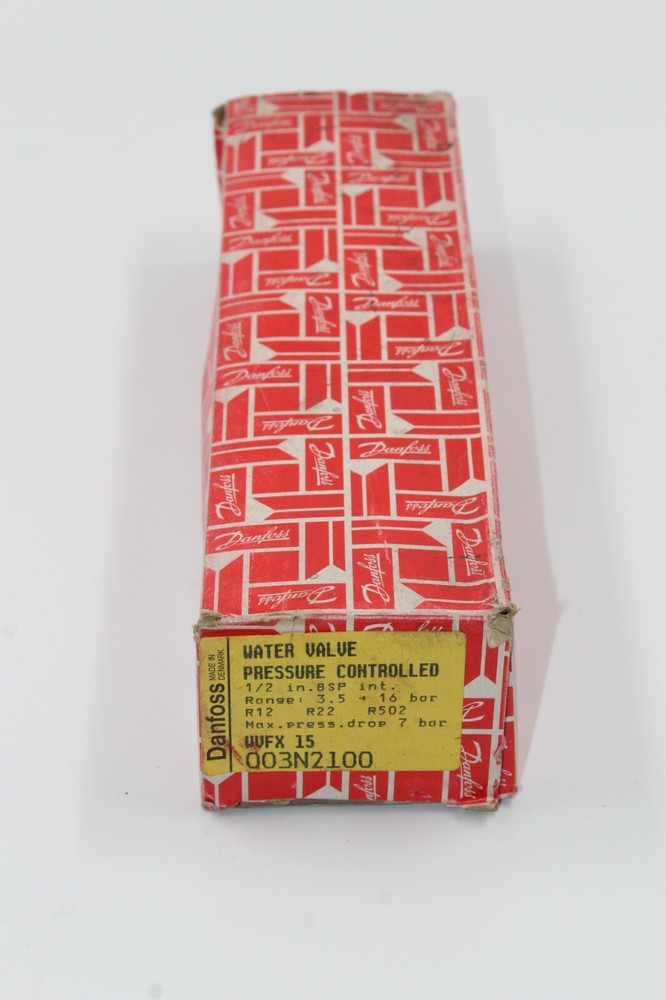 Danfoss
MADE IN
DENMARK
WATER VALVE
PRESSURE CONTROLLED
1/2 in.BSP int.
Range: 3.5 → 16 bar
R12 R22 R502
Max.press.drop 7 bar
WVFX 15
003N2100